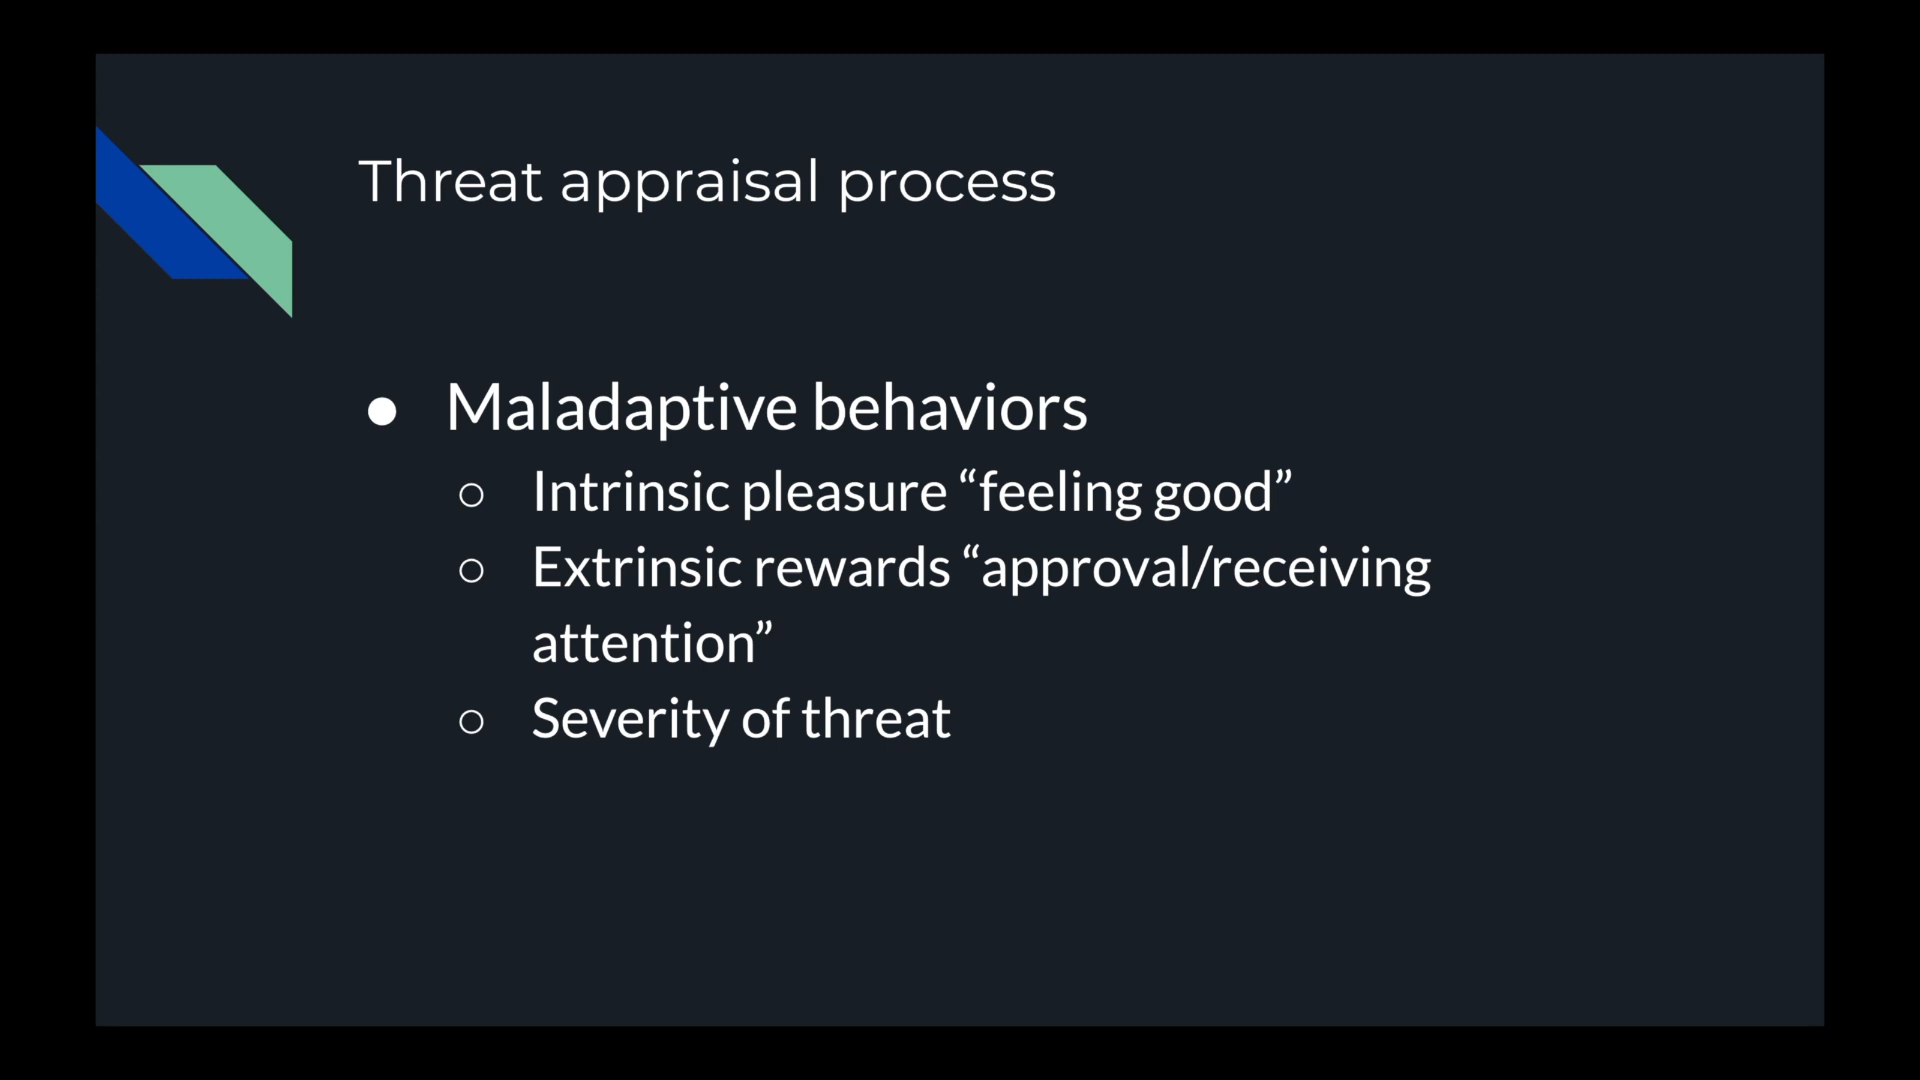 Threat appraisal process
● Maladaptive behaviors
○ Intrinsic pleasure “feeling good”
○ Extrinsic rewards “approval/receiving
attention”
○ Severity of threat